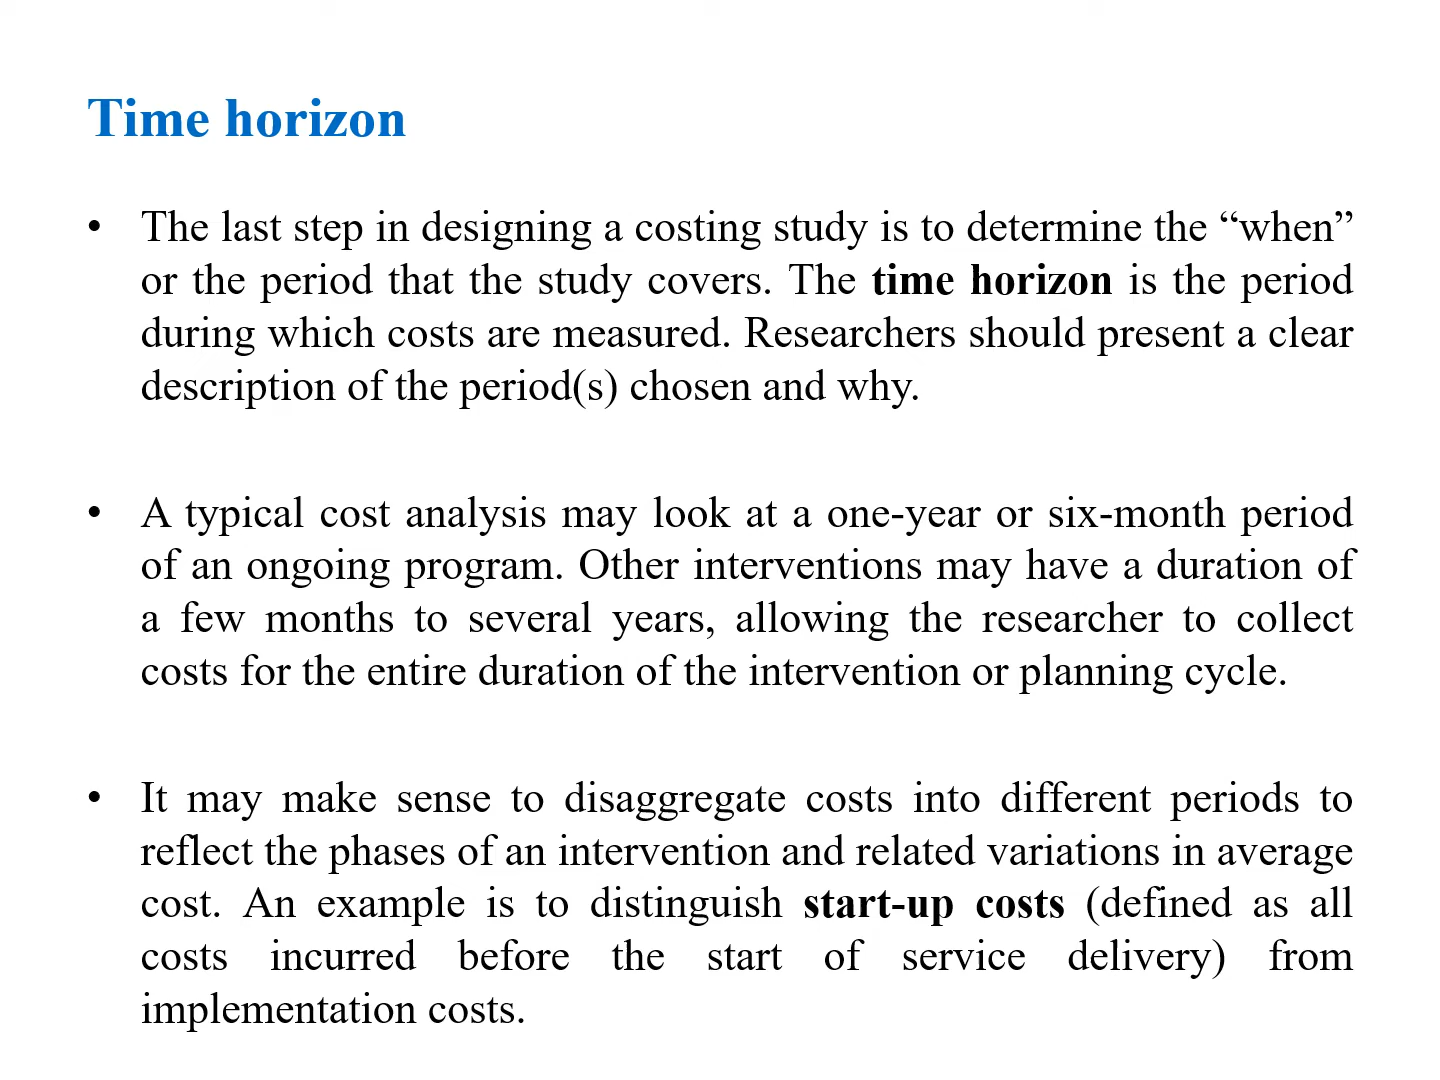 Time horizon
• The last step in designing a costing study is to determine the “when”
or the period that the study covers. The time horizon is the period
during which costs are measured. Researchers should present a clear
description of the period(s) chosen and why.
• A typical cost analysis may look at a one-year or six-month period
of an ongoing program. Other interventions may have a duration of
a few months to several years, allowing the researcher to collect
costs for the entire duration of the intervention or planning cycle.
• It may make sense to disaggregate costs into different periods to
reflect the phases of an intervention and related variations in average
cost. An example is to distinguish start-up costs (defined as all
costs incurred before the start of service delivery) from
implementation costs.